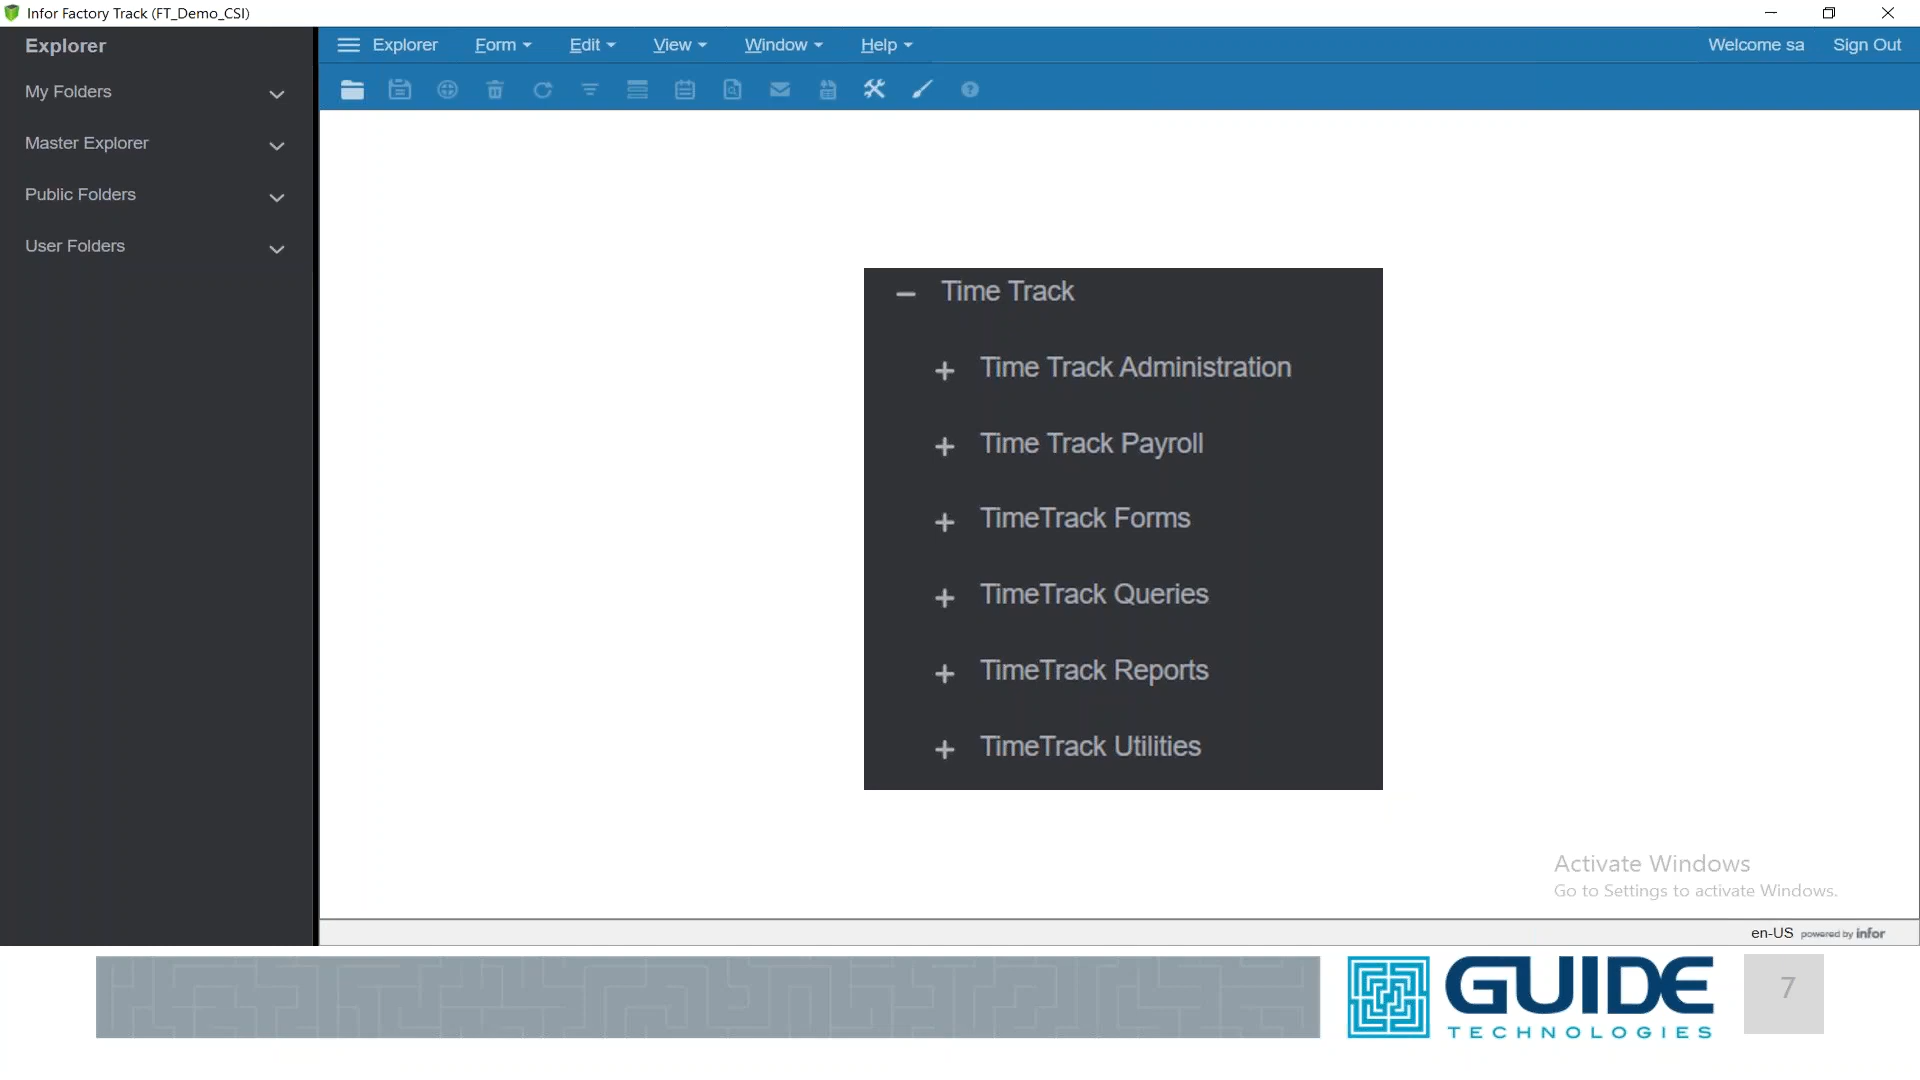 Infor Factory Track (FT_Demo_CSI)
Explorer
My Folders
Master Explorer
Public Folders
User Folders
Explorer Form Edit View Window Help
Welcome sa Sign Out
Time Track
Time Track Administration
Time Track Payroll
TimeTrack Forms
TimeTrack Queries
TimeTrack Reports
TimeTrack Utilities
Activate Windows
Go to Settings to activate Windows.
en-US powered by infor
GUIDE
TECHNOLOGIES
7